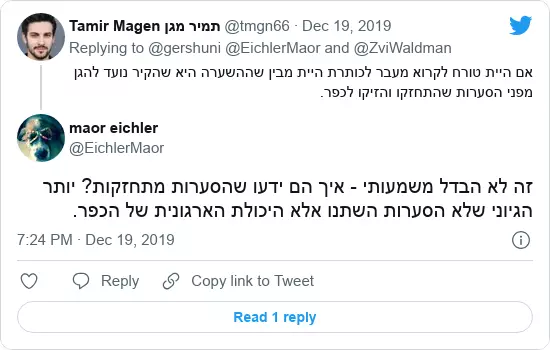 Tamir Magen תמיר מגן @tmgn66 · Dec 19, 2019
Replying to @gershuni @EichlerMaor and @ZviWaldman
אם היית טורח לקרוא מעבר לכותרת היית מבין שההשערה היא שהקיר נועד להגן
מפני הסערות שהתחזקו והזיקו לכפר.
maor eichler
@EichlerMaor
זה לא הבדל משמעותי - איך הם ידעו שהסערות מתחזקות? יותר
הגיוני שלא הסערות השתנו אלא היכולת הארגונית של הכפר.
7:24 PM · Dec 19, 2019
Reply
Copy link to Tweet
Read 1 reply